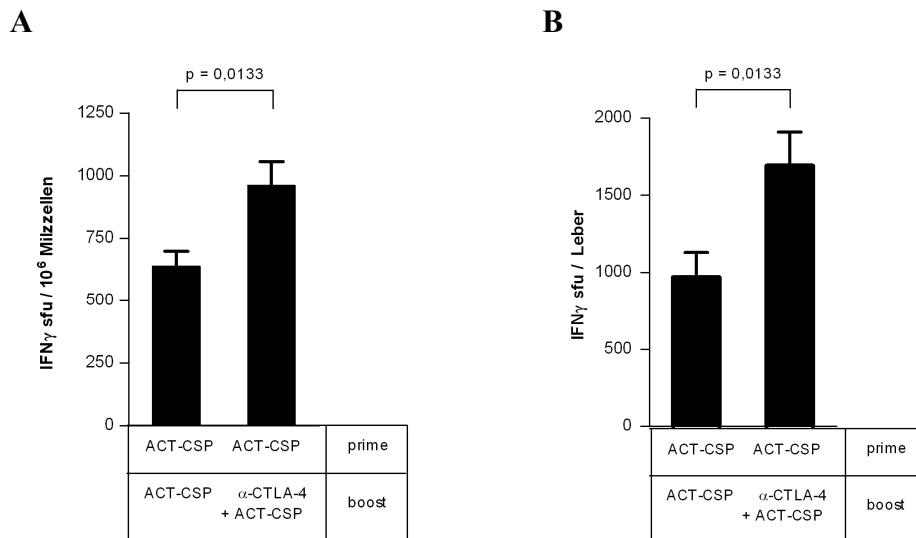 A
p = 0,0133
1250
1000
750
500
250
0
IFNγ sfu / 10⁶ Milzzellen
ACT-CSP ACT-CSP prime
ACT-CSP α-CTLA-4 + ACT-CSP boost
B
p = 0,0133
2000
1500
1000
500
0
IFNγ sfu / Leber
ACT-CSP ACT-CSP prime
ACT-CSP α-CTLA-4 + ACT-CSP boost